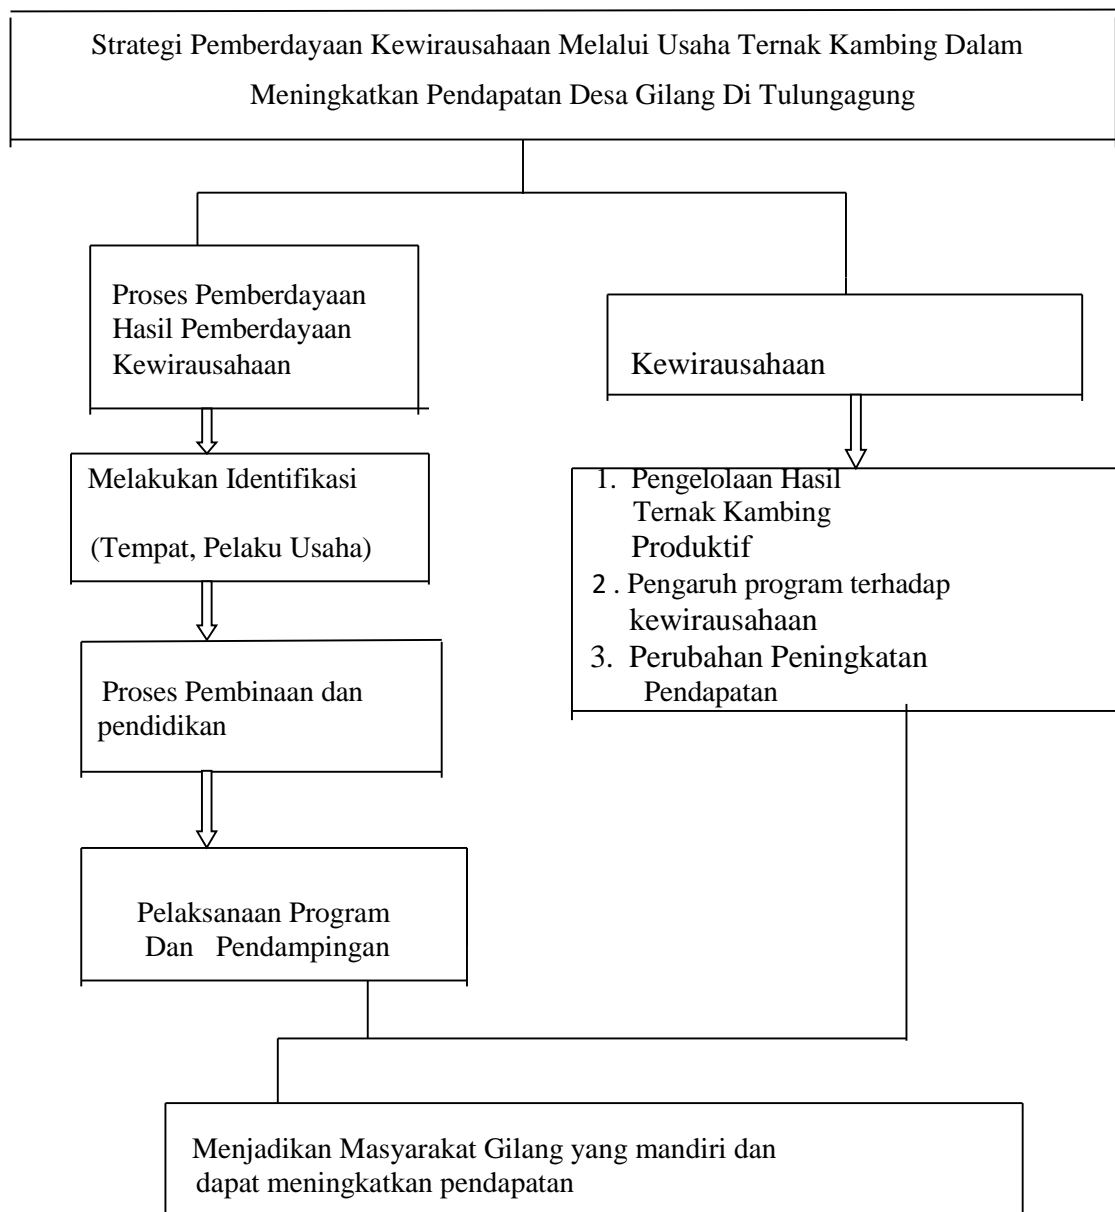 Strategi Pemberdayaan Kewirausahaan Melalui Usaha Ternak Kambing Dalam
Meningkatkan Pendapatan Desa Gilang Di Tulungagung
Proses Pemberdayaan
Hasil Pemberdayaan
Kewirausahaan
Kewirausahaan
Melakukan Identifikasi
(Tempat, Pelaku Usaha)
1. Pengelolaan Hasil
Ternak Kambing
Produktif
2 . Pengaruh program terhadap
kewirausahaan
3. Perubahan Peningkatan
Pendapatan
Proses Pembinaan dan
pendidikan
Pelaksanaan Program
Dan Pendampingan
Menjadikan Masyarakat Gilang yang mandiri dan
dapat meningkatkan pendapatan